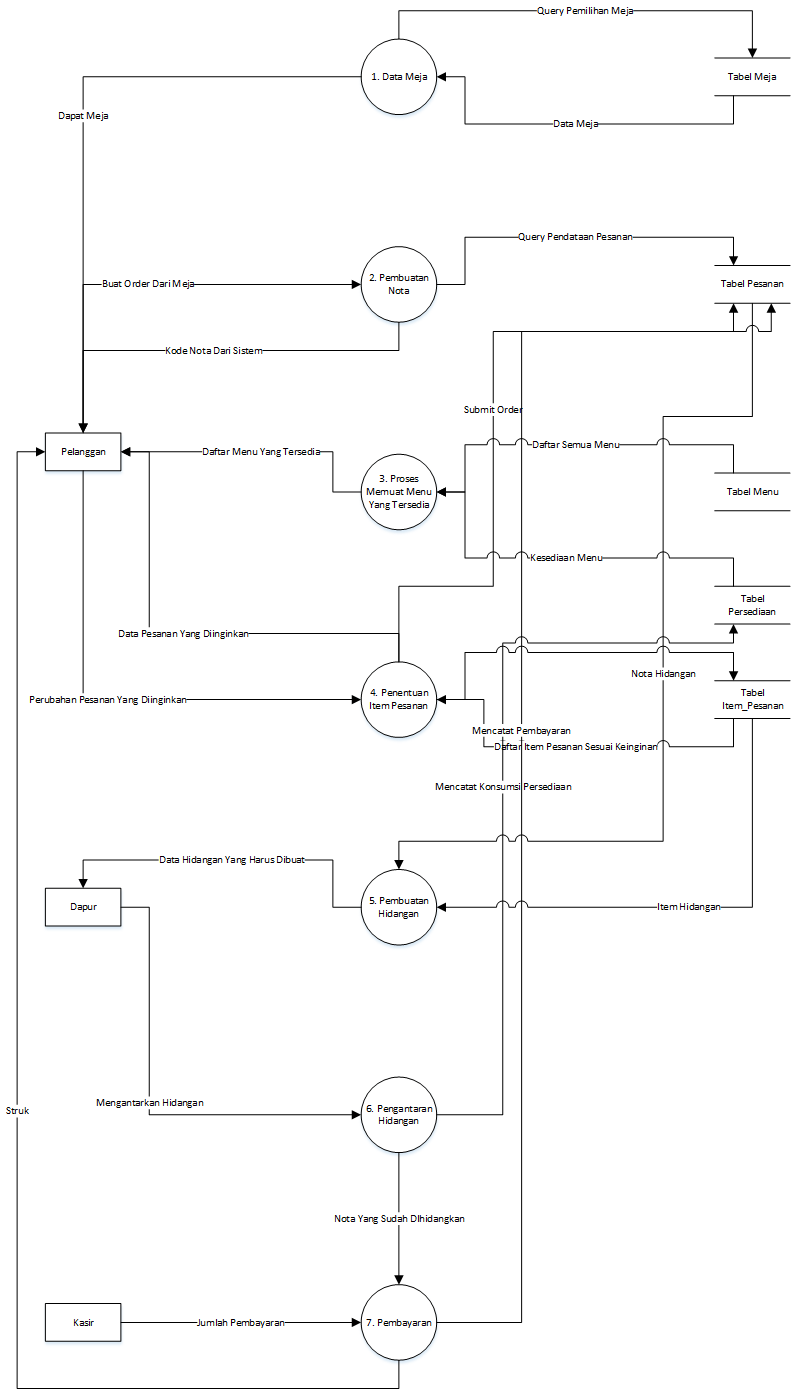 Query Pemilihan Meja
1. Data Meja
Tabel Meja
Dapat Meja
Data Meja
Query Pendataan Pesanan
2. Pembuatan
Nota
Buat Order Dari Meja
Tabel Pesanan
Kode Nota Dari Sistem
Submit Order
Pelanggan
Daftar Menu Yang Tersedia
Daftar Semua Menu
3. Proses
Memuat Menu
Yang Tersedia
Tabel Menu
Kesediaan Menu
Tabel
Persediaan
Data Pesanan Yang Diinginkan
Nota Hidangan
Perubahan Pesanan Yang Diinginkan
4. Penentuan
Item Pesanan
Tabel
Item_Pesanan
Mencatat Pembayaran
Daftar Item Pesanan Sesuai Keinginan
Mencatat Konsumsi Persediaan
Data Hidangan Yang Harus Dibuat
Dapur
5. Pembuatan
Hidangan
Item Hidangan
Mengantarkan Hidangan
Struk
6. Pengantaran
Hidangan
Nota Yang Sudah DIhidangkan
Kasir
Jumlah Pembayaran
7. Pembayaran